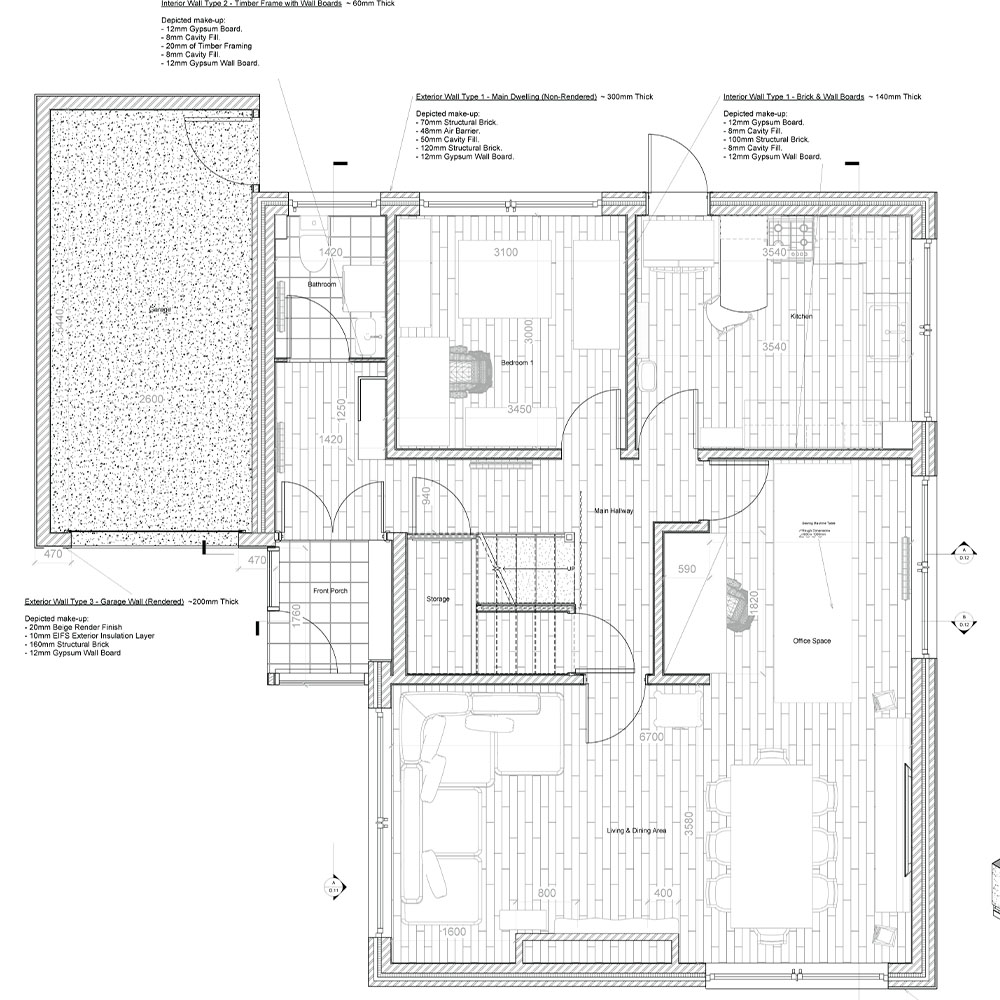 Interior Wall Type 2 - Timber Frame with Wall Boards ~ 60mm Thick
Depicted make-up:
- 12mm Gypsum Board.
- 8mm Cavity Fill.
- 20mm of Timber Framing
- 8mm Cavity Fill.
- 12mm Gypsum Wall Board.
Exterior Wall Type 1 - Main Dwelling (Non-Rendered) ~ 300mm Thick
Depicted make-up:
- 70mm Structural Brick.
- 48mm Air Barrier.
- 50mm Cavity Fill.
- 120mm Structural Brick.
- 12mm Gypsum Wall Board.
Interior Wall Type 1 - Brick & Wall Boards ~ 140mm Thick
Depicted make-up:
- 12mm Gypsum Board.
- 8mm Cavity Fill.
- 100mm Structural Brick.
- 8mm Cavity Fill.
- 12mm Gypsum Wall Board.
1420
3100
3540
Bathroom
Garage
5440
Kitchen
3000
3540
Bedroom 1
2600
1250
3450
1420
940
Main Hallway
470
470
590
A
D.12
Front Porch
Storage
1760
1820
B
D.12
Office Space
Exterior Wall Type 3 - Garage Wall (Rendered) ~200mm Thick
Depicted make-up:
- 20mm Beige Render Finish
- 10mm EIFS Exterior Insulation Layer
- 160mm Structural Brick
- 12mm Gypsum Wall Board
6700
3580
Living & Dining Area
A
D.11
800
400
1600